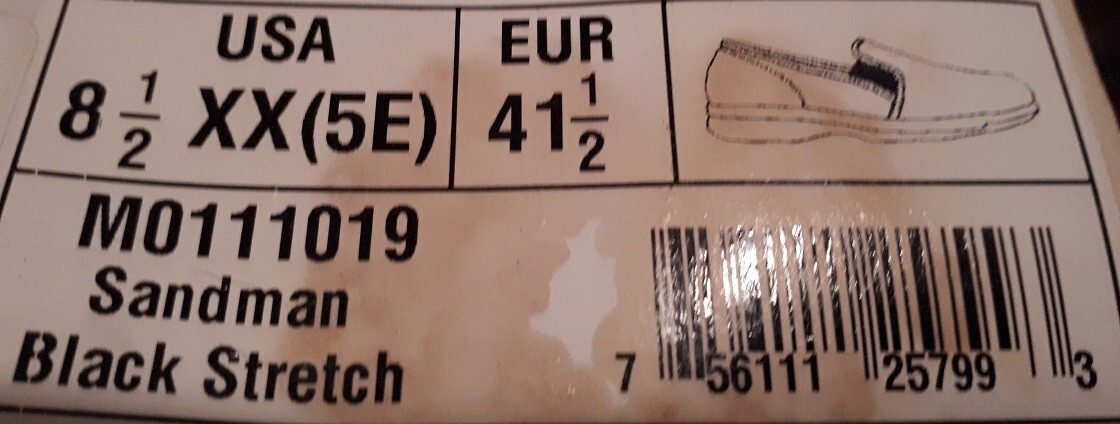 USA
8 1/2 XX(5E)
EUR
41 1/2
M0111019
Sandman
Black Stretch
7 56111 25799 3